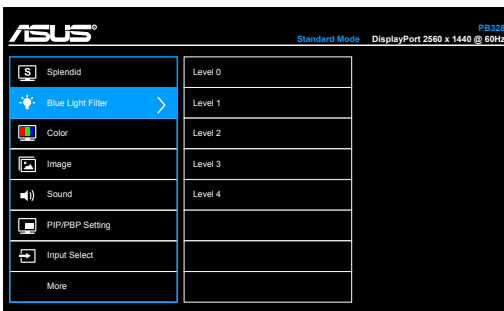 ASUS
PB328
Standard Mode DisplayPort 2560 x 1440 @ 60Hz
S Splendid
Level 0
Blue Light Filter
Level 1
Color
Level 2
Image
Level 3
Sound
Level 4
PIP/PBP Setting
Input Select
More